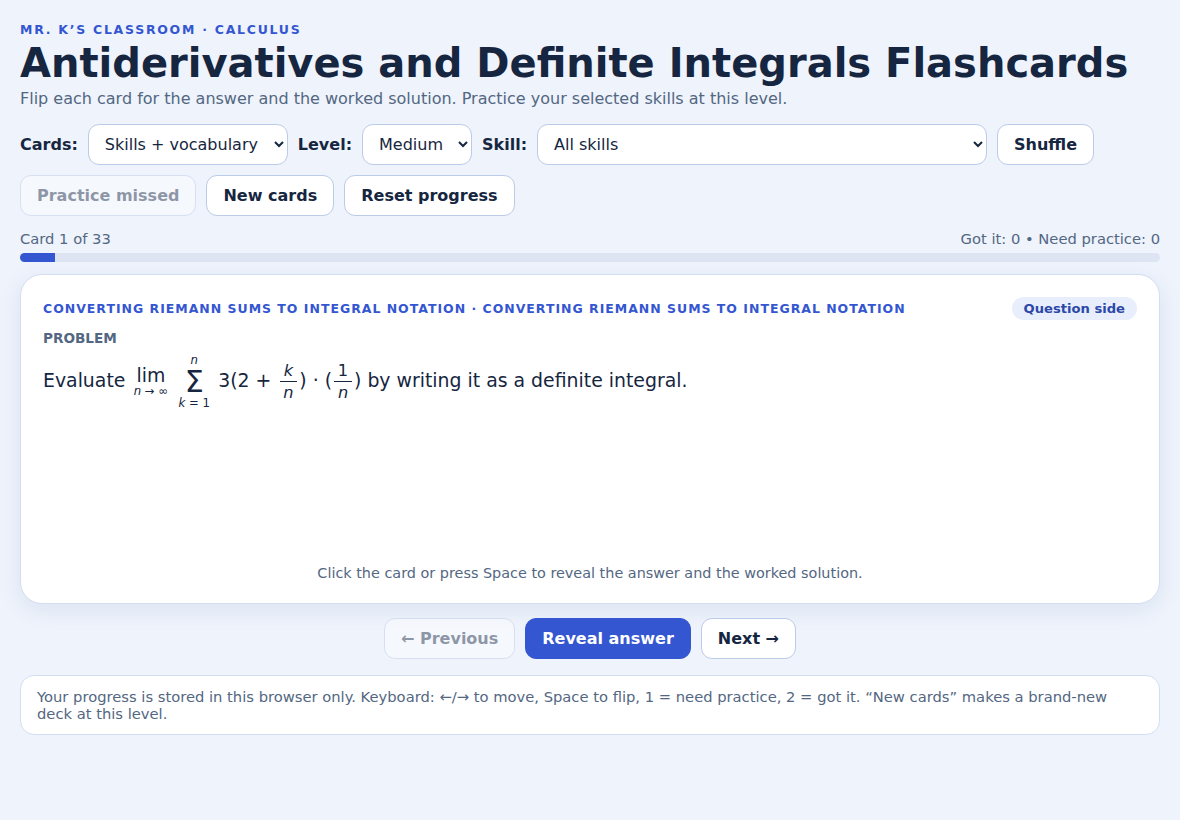 MR. K'S CLASSROOM · CALCULUS
Antiderivatives and Definite Integrals Flashcards
Flip each card for the answer and the worked solution. Practice your selected skills at this level.
Cards: Skills + vocabulary Level: Medium Skill: All skills Shuffle
Practice missed New cards Reset progress
Card 1 of 33 Got it: 0 • Need practice: 0
CONVERTING RIEMANN SUMS TO INTEGRAL NOTATION · CONVERTING RIEMANN SUMS TO INTEGRAL NOTATION Question side
PROBLEM
Evaluate lim n → ∞ n Σ k = 1 3(2 + k/n) · (1/n) by writing it as a definite integral.
Click the card or press Space to reveal the answer and the worked solution.
← Previous Reveal answer Next →
Your progress is stored in this browser only. Keyboard: ←/→ to move, Space to flip, 1 = need practice, 2 = got it. “New cards” makes a brand-new
deck at this level.